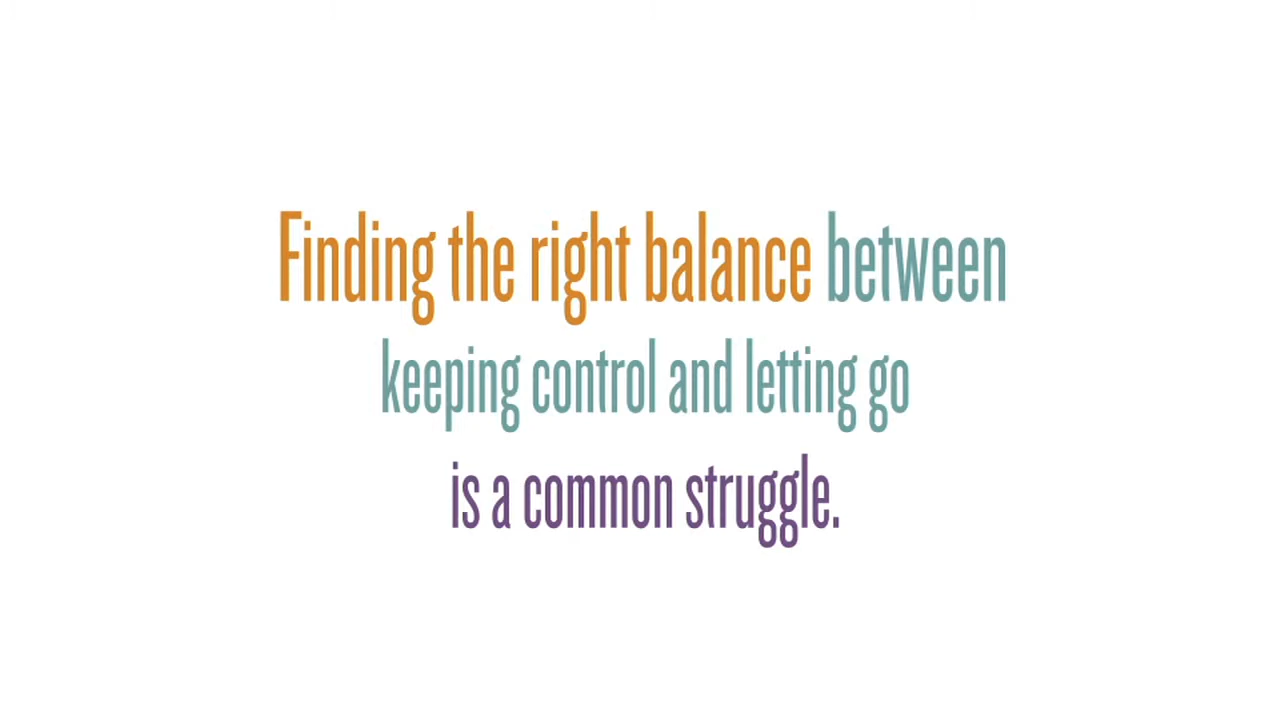 Finding the right balance between
keeping control and letting go
is a common struggle.